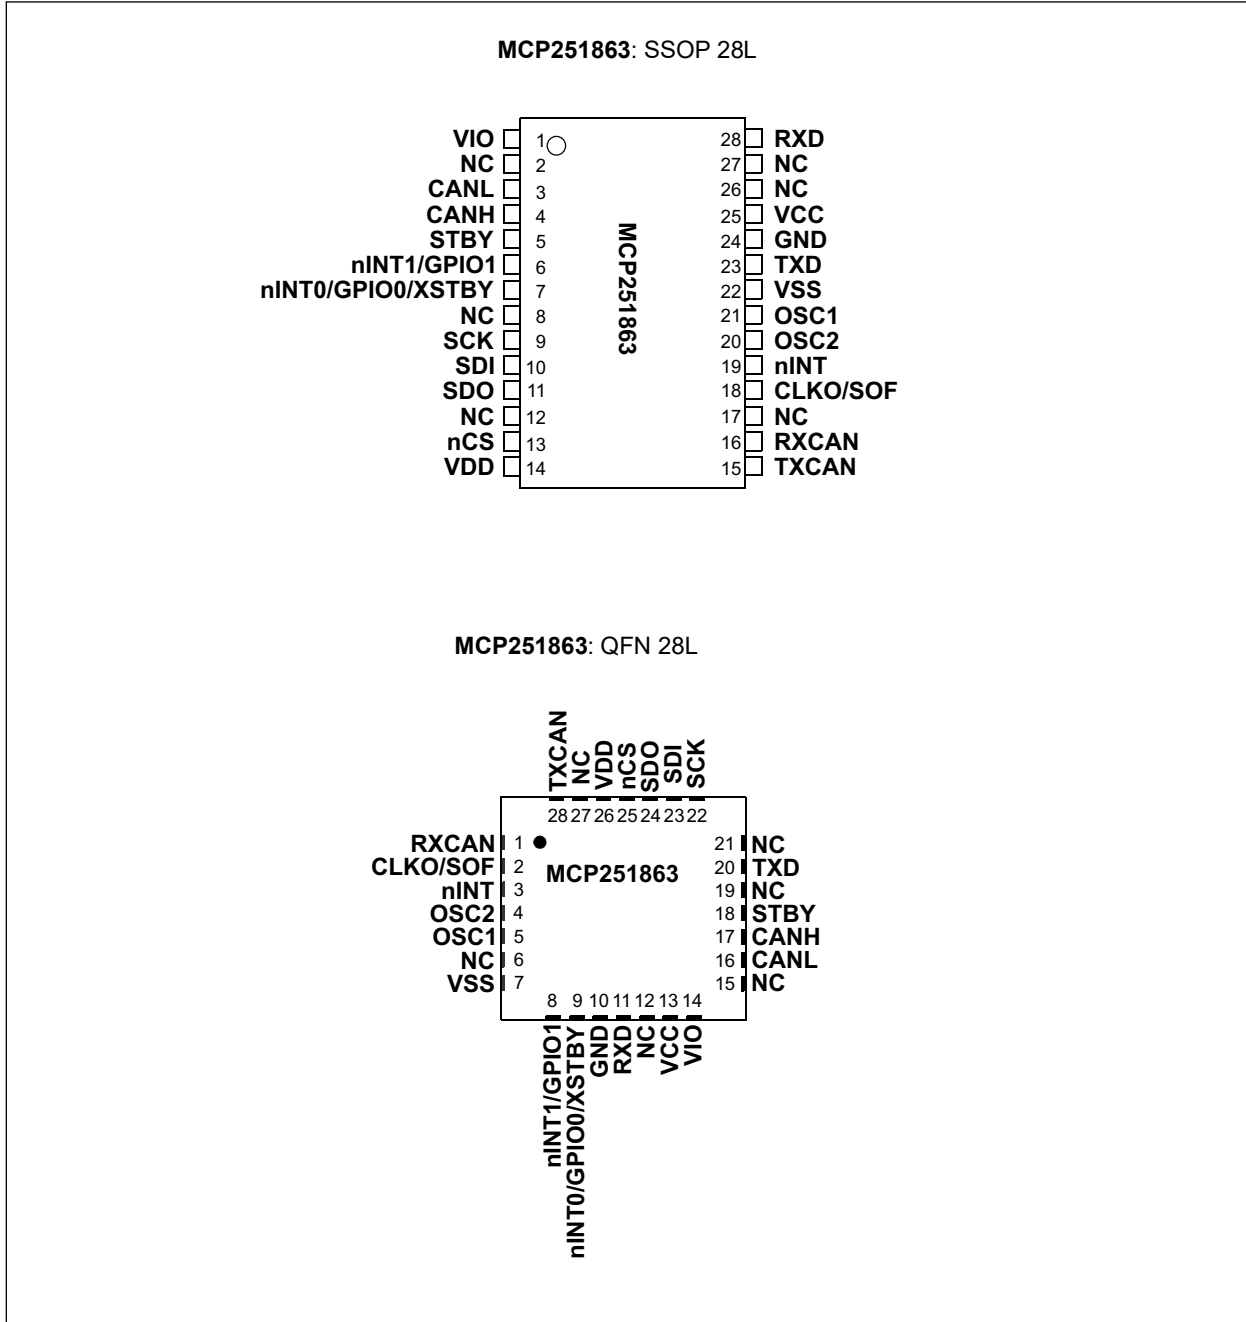 MCP251863: SSOP 28L
VIO 1 28 RXD
NC 2 27 NC
CANL 3 26 NC
CANH 4 25 VCC
STBY 5 24 GND
nINT1/GPIO1 6 23 TXD
nINT0/GPIO0/XSTBY 7 22 VSS
NC 8 21 OSC1
SCK 9 20 OSC2
SDI 10 19 nINT
SDO 11 18 CLKO/SOF
NC 12 17 NC
nCS 13 16 RXCAN
VDD 14 15 TXCAN
MCP251863
MCP251863: QFN 28L
TXCAN NC VDD nCS SDO SDI SCK
28 27 26 25 24 23 22
RXCAN 1 21 NC
CLKO/SOF 2 20 TXD
MCP251863
nINT 3 19 NC
OSC2 4 18 STBY
OSC1 5 17 CANH
NC 6 16 CANL
VSS 7 15 NC
8 9 10 11 12 13 14
nINT1/GPIO1 nINT0/GPIO0/XSTBY GND RXD NC VCC VIO